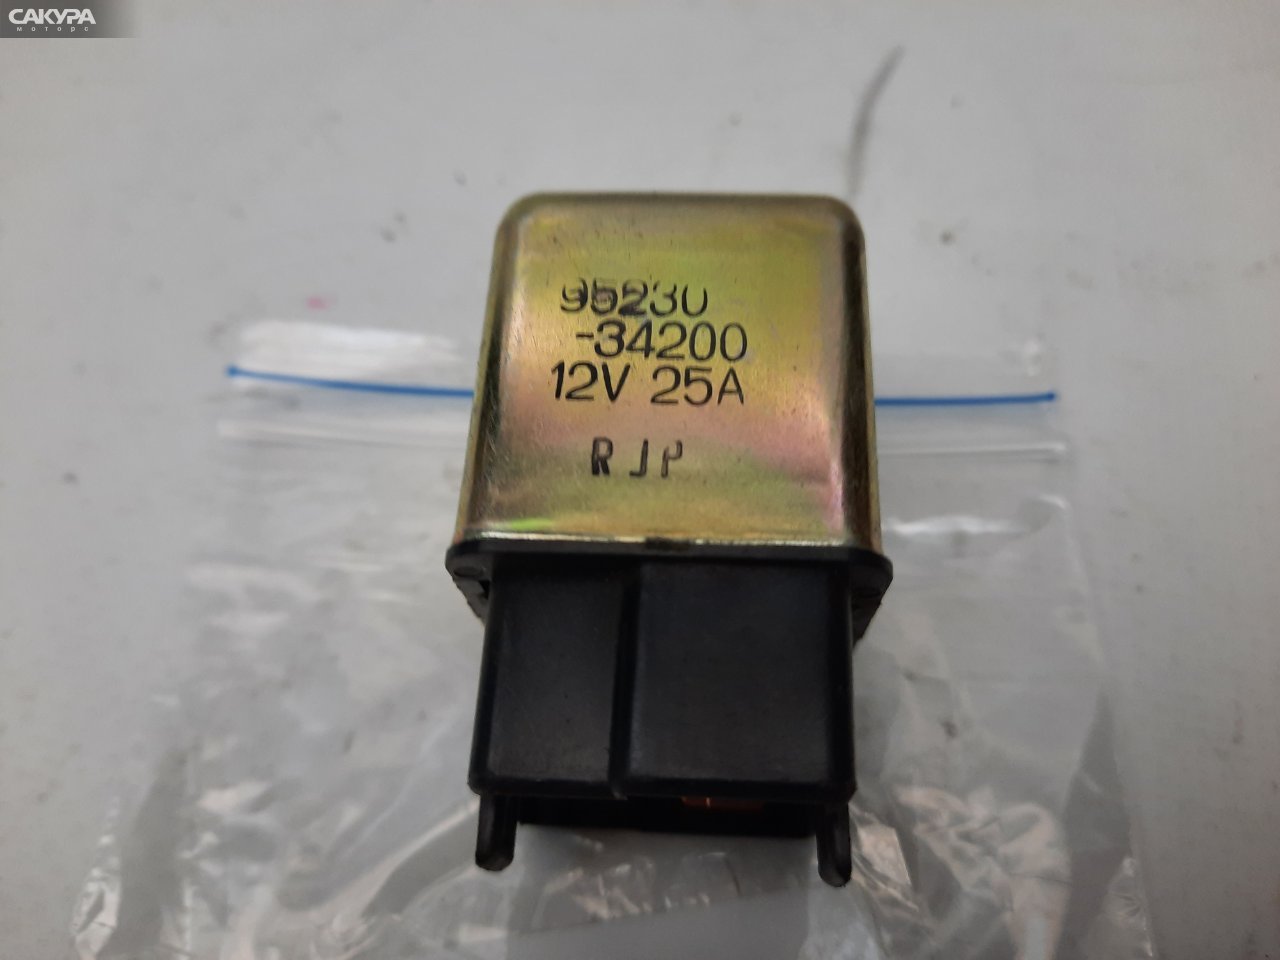 САКУРА
моторс
95230
-34200
12V 25A
RJP